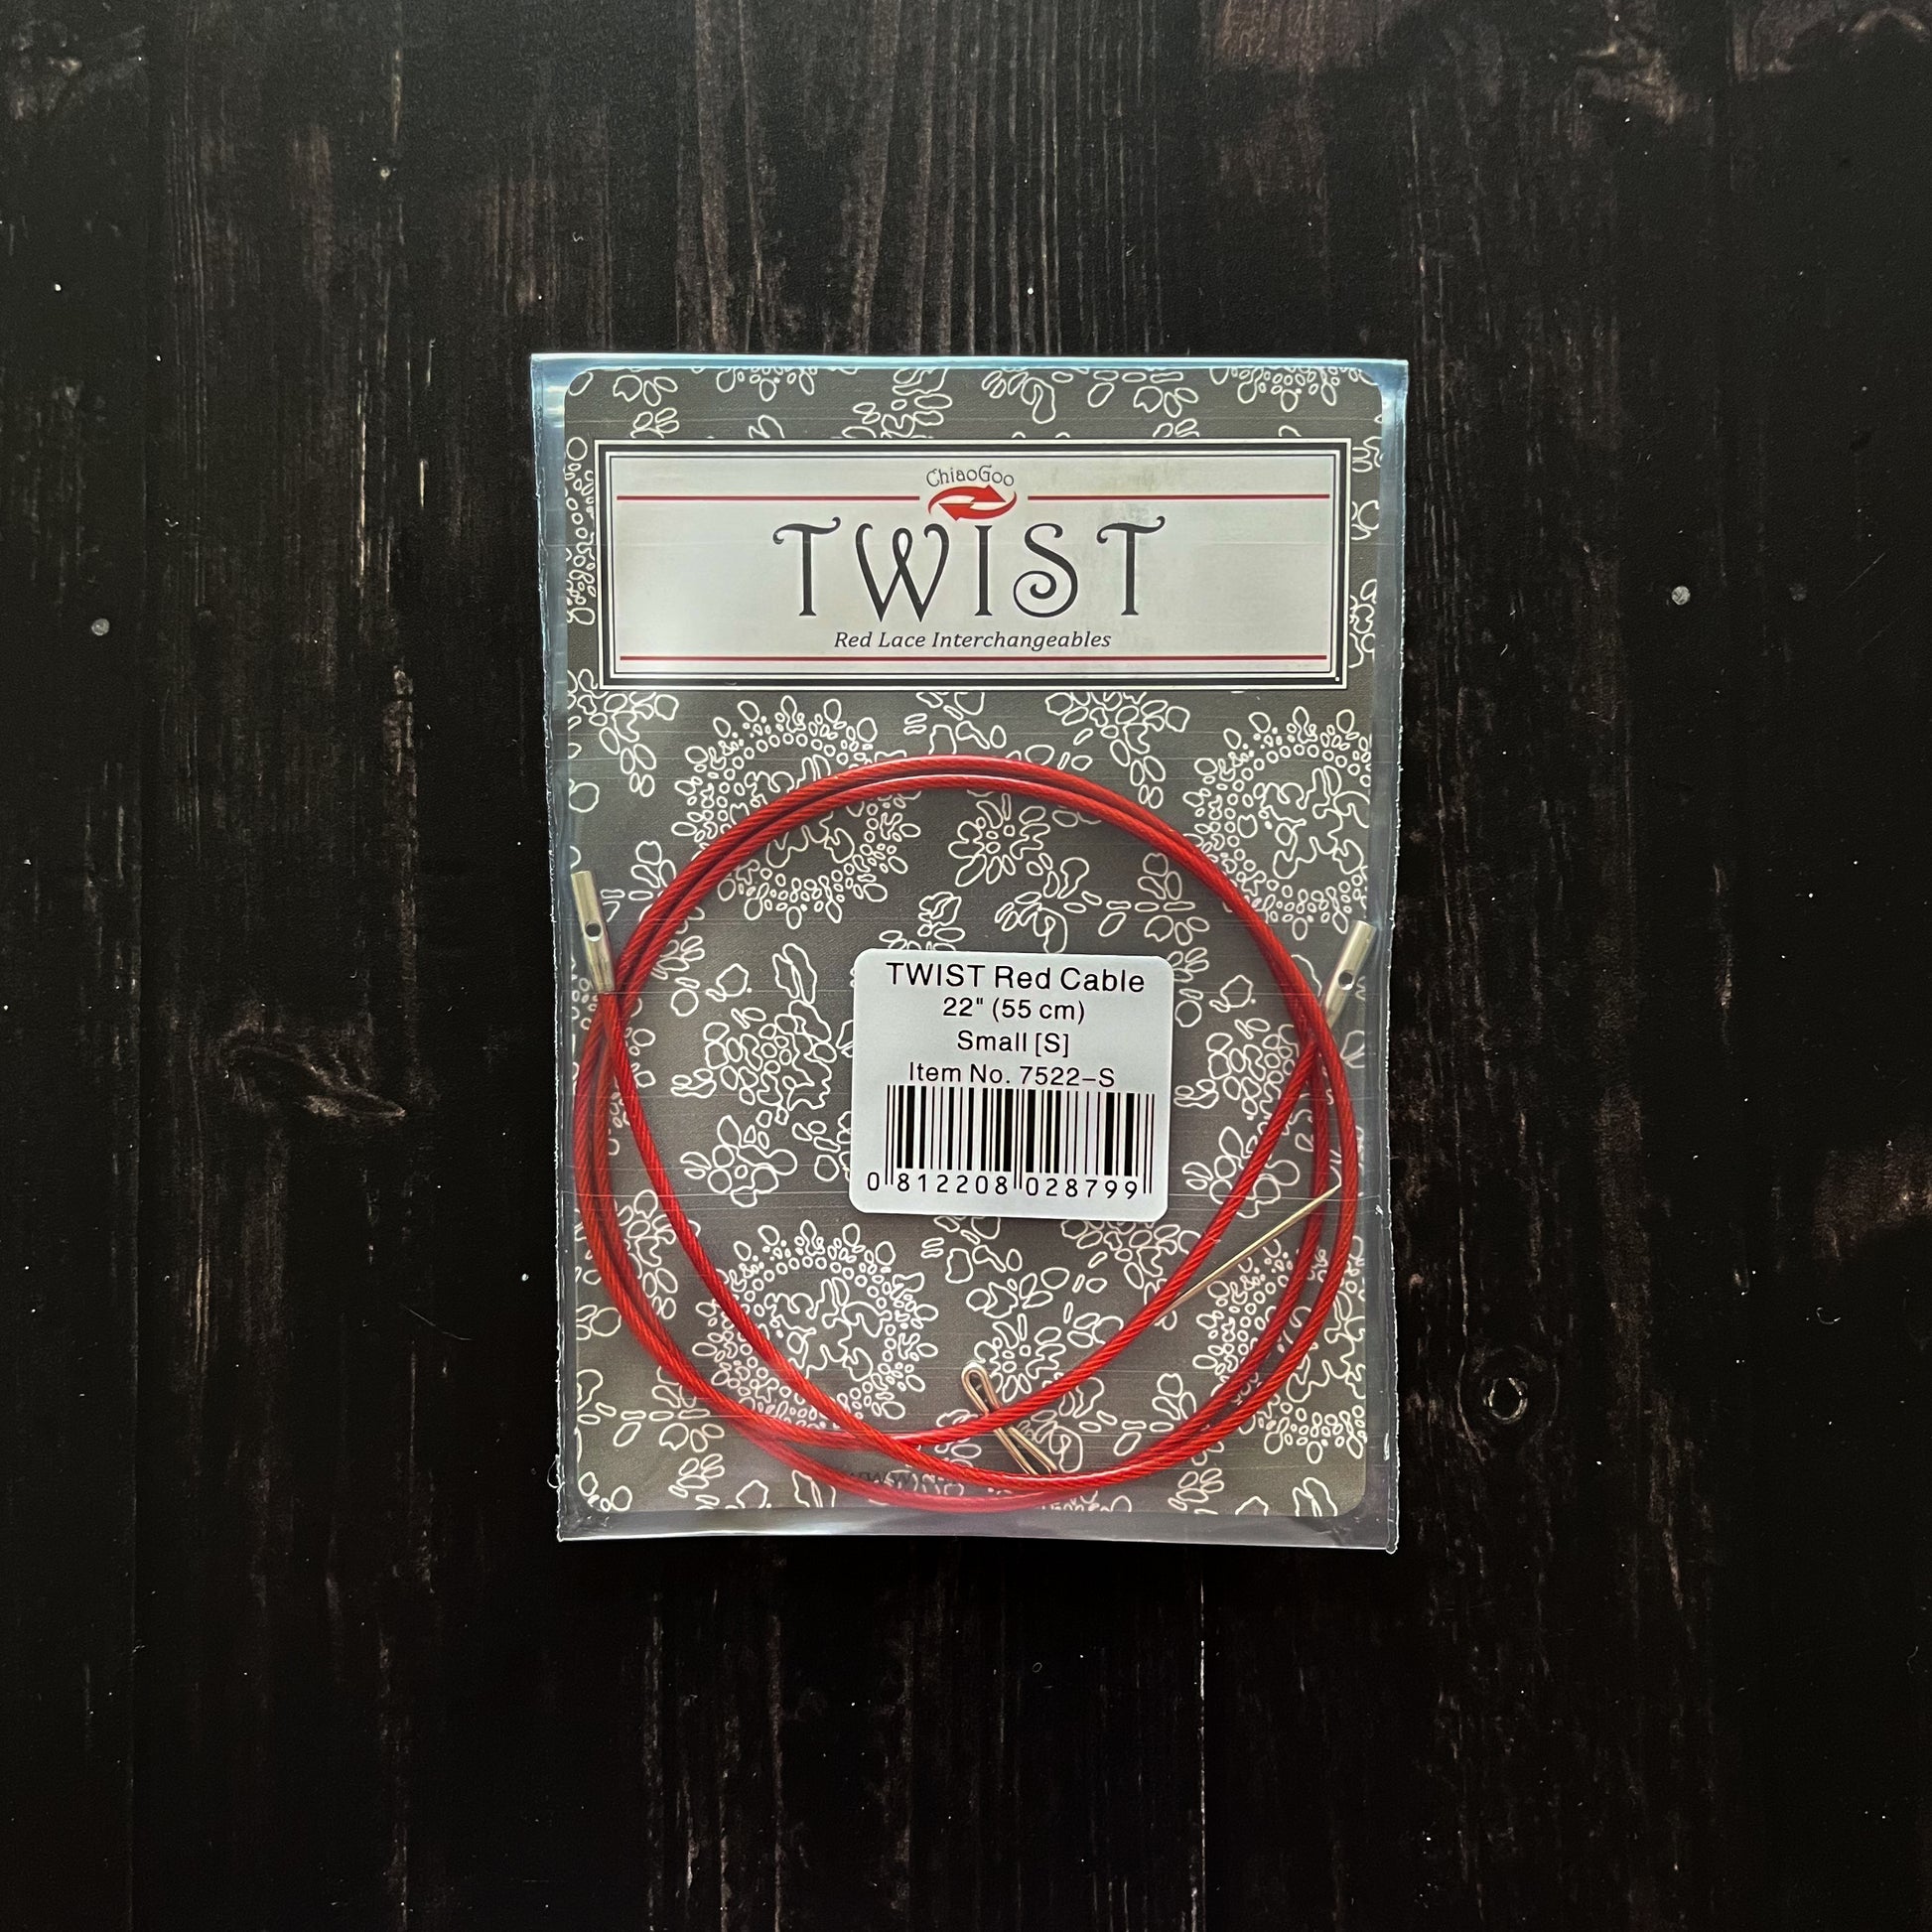 ChiaoGoo
TWIST
Red Lace Interchangeables
TWIST Red Cable
22" (55 cm)
Small [S]
Item No. 7522-S
0 812208 028799